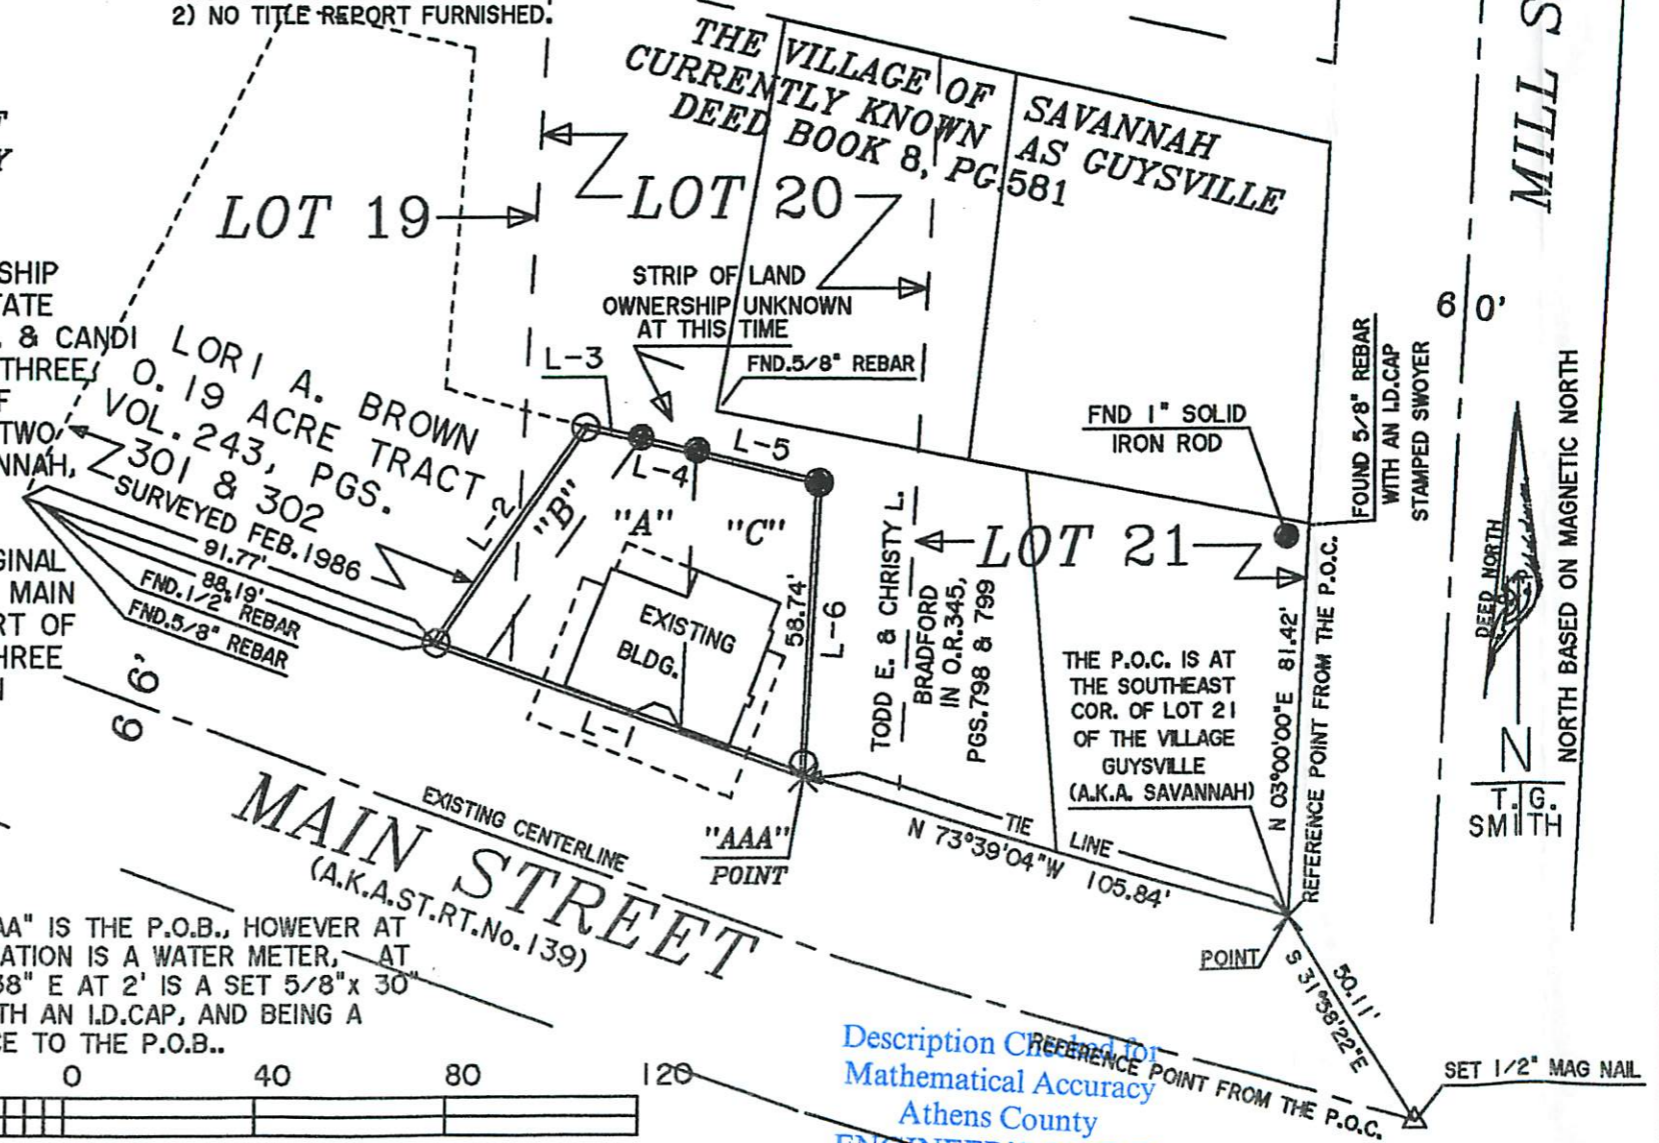 2) NO TITLE REPORT FURNISHED.
THE VILLAGE OF SAVANNAH
CURRENTLY KNOWN AS GUYSVILLE
DEED BOOK 8, PG.581
MILL S
LOT 19
LOT 20
STRIP OF LAND
OWNERSHIP UNKNOWN
AT THIS TIME
SHIP
& CANDI
THREE,
TWO
NNAH,
L-3
FND.5/8" REBAR
60'
LORI A. BROWN
0.19 ACRE TRACT
VOL. 243, PGS.
301 & 302
SURVEYED FEB.1986
91.77'
88.19'
FND.1/2" REBAR
FND.5/8" REBAR
L-2
"B"
L-4
L-5
"A"
"C"
FND 1" SOLID
IRON ROD
FOUND 5/8" REBAR
WITH AN I.D.CAP
STAMPED SWOYER
LOT 21
EXISTING
BLDG.
58.74'
L-6
L-1
TODD E. & CHRISTY L.
BRADFORD
IN O.R.345,
PGS.798 & 799
THE P.O.C. IS AT
THE SOUTHEAST
COR. OF LOT 21
OF THE VILLAGE
GUYSVILLE
(A.K.A. SAVANNAH)
N 03°00'00"E 81.42'
REFERENCE POINT FROM THE P.O.C.
DEED NORTH
NORTH BASED ON MAGNETIC NORTH
N
T. G.
SMITH
GINAL
MAIN
RT OF
HREE
66'
EXISTING CENTERLINE
MAIN STREET
(A.K.A.ST.RT.No.139)
"AAA"
POINT
TIE LINE
N 73°39'04"W 105.84'
POINT
50.11'
S 31°38'22"E
SET 1/2" MAG NAIL
REFERENCE POINT FROM THE P.O.C.
AA" IS THE P.O.B., HOWEVER AT
ATION IS A WATER METER, AT
38" E AT 2' IS A SET 5/8"x 30"
TH AN I.D.CAP, AND BEING A
CE TO THE P.O.B..
0 40 80 120
Description Checked for
Mathematical Accuracy
Athens County